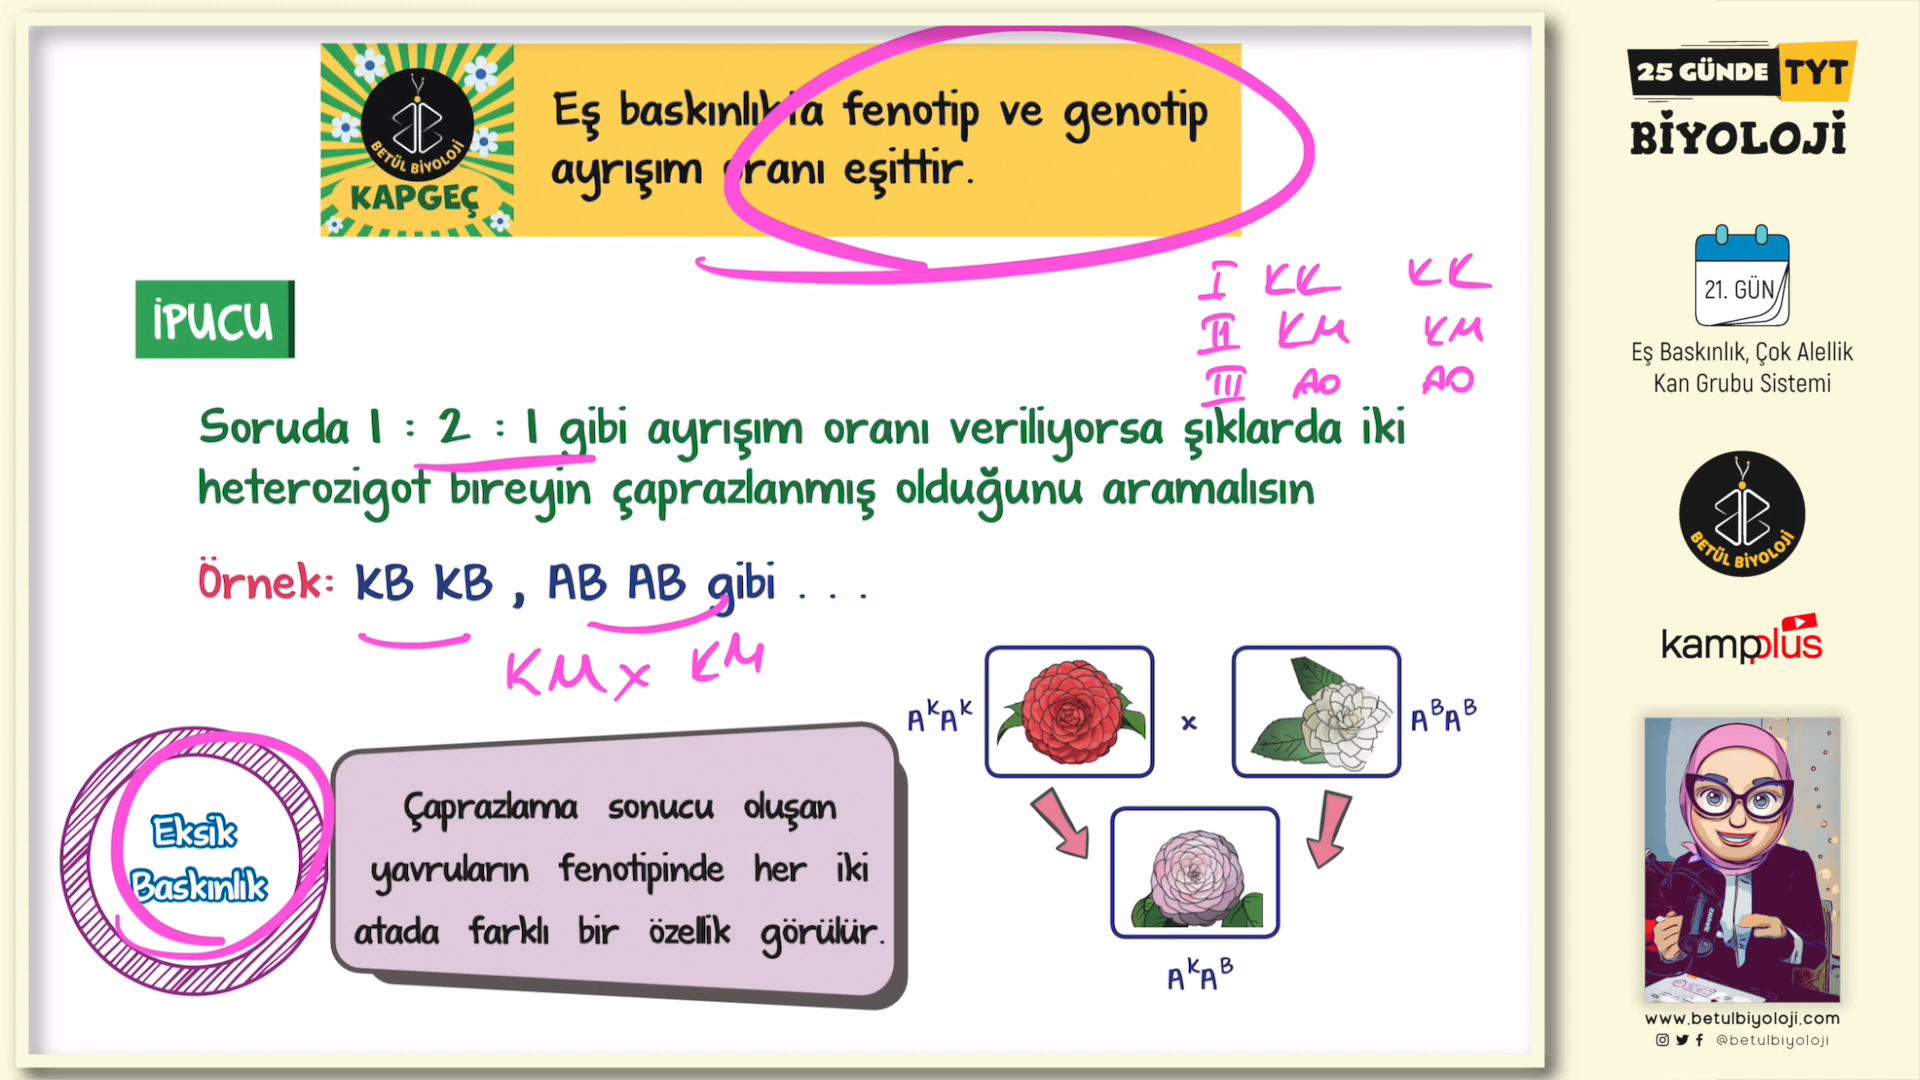 Eş baskınlıkta fenotip ve genotip
ayrışım oranı eşittir.
BETÜL BİYOLOJİ
KAPGEÇ
I KK KK
II KM KM
III AO AO
İPUCU
Soruda 1 : 2 : 1 gibi ayrışım oranı veriliyorsa şıklarda iki
heterozigot bireyin çaprazlanmış olduğunu aramalısın
Örnek: KB KB , AB AB gibi . . .
KM x KM
Eksik
Baskınlık
Çaprazlama sonucu oluşan
yavruların fenotipinde her iki
atada farklı bir özellik görülür.
AᴷAᴷ x AᴮAᴮ
AᴷAᴮ
25 GÜNDE TYT
BİYOLOJİ
21. GÜN
Eş Baskınlık, Çok Alellik
Kan Grubu Sistemi
BETÜL BİYOLOJİ
kampplus
www.betulbiyoloji.com
@betulbiyoloji